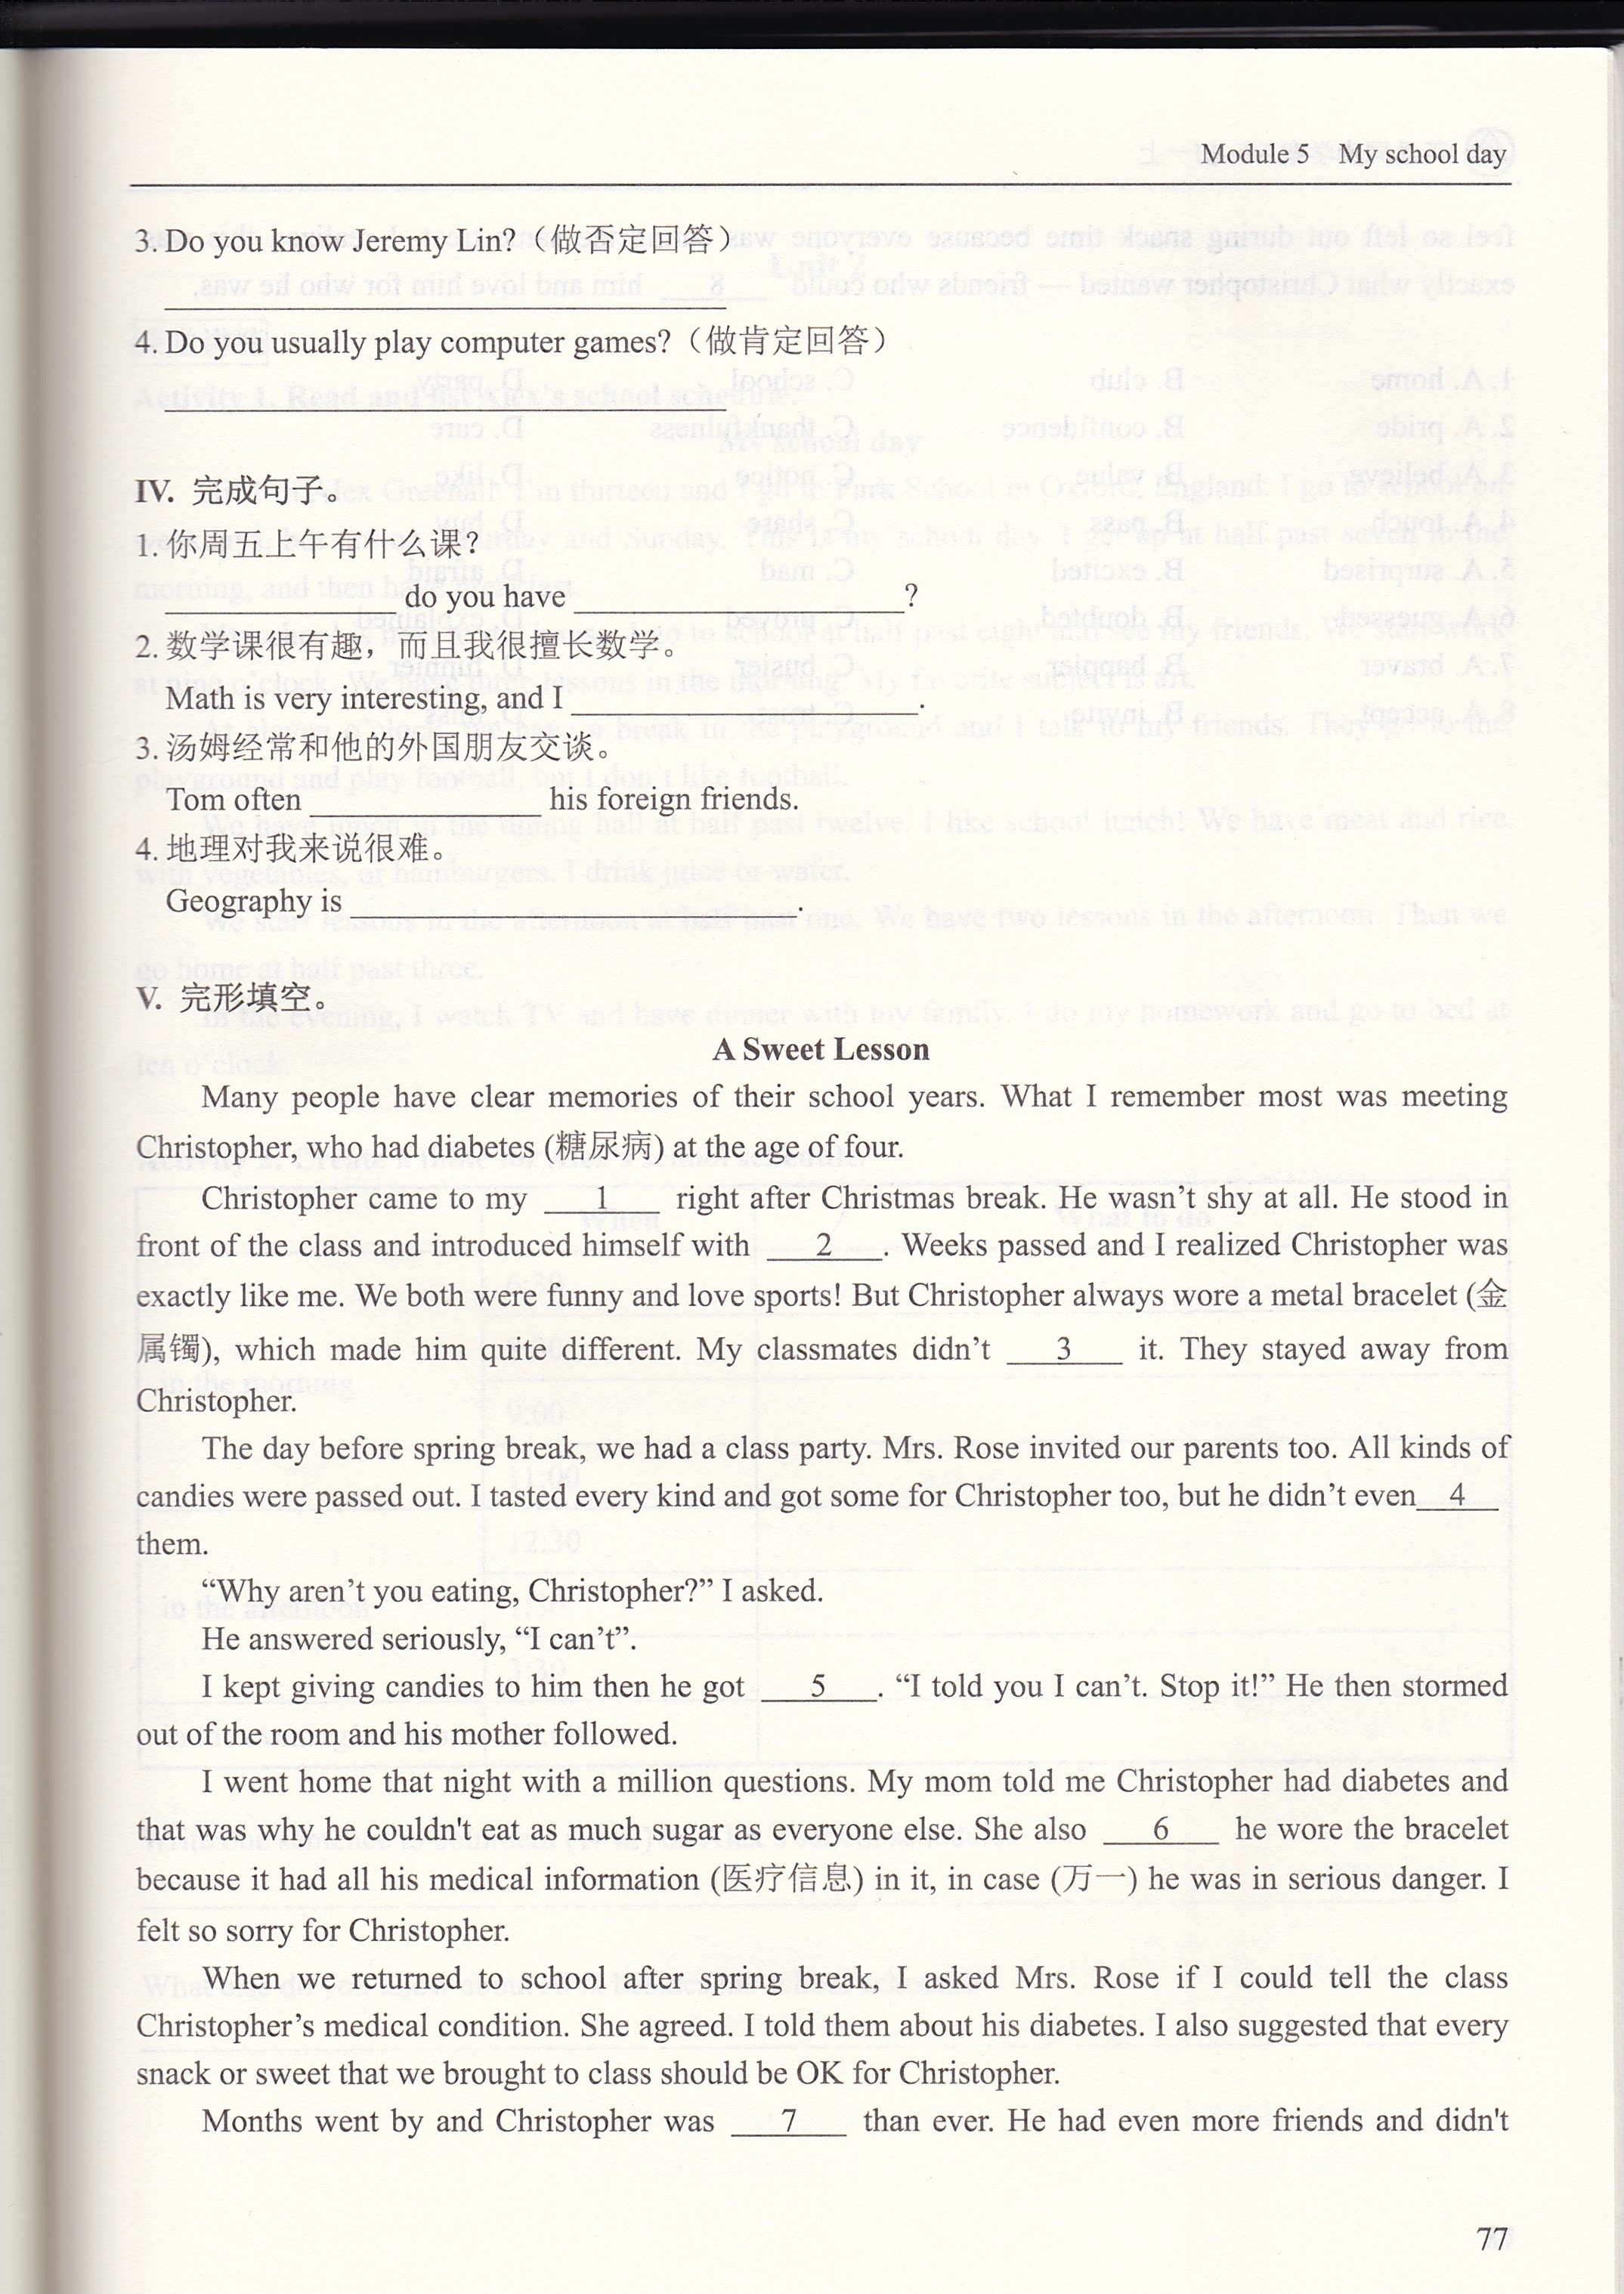 Module 5 My school day
3. Do you know Jeremy Lin?（做否定回答）
4. Do you usually play computer games?（做肯定回答）
IV. 完成句子。
1. 你周五上午有什么课？
______ do you have ______?
2. 数学课很有趣，而且我很擅长数学。
Math is very interesting, and I ______.
3. 汤姆经常和他的外国朋友交谈。
Tom often ______ his foreign friends.
4. 地理对我来说很难。
Geography is ______.
V. 完形填空。
A Sweet Lesson
Many people have clear memories of their school years. What I remember most was meeting
Christopher, who had diabetes (糖尿病) at the age of four.
Christopher came to my 1 right after Christmas break. He wasn't shy at all. He stood in
front of the class and introduced himself with 2 . Weeks passed and I realized Christopher was
exactly like me. We both were funny and love sports! But Christopher always wore a metal bracelet (金
属镯), which made him quite different. My classmates didn't 3 it. They stayed away from
Christopher.
The day before spring break, we had a class party. Mrs. Rose invited our parents too. All kinds of
candies were passed out. I tasted every kind and got some for Christopher too, but he didn't even 4
them.
“Why aren't you eating, Christopher?” I asked.
He answered seriously, “I can't”.
I kept giving candies to him then he got 5 . “I told you I can't. Stop it!” He then stormed
out of the room and his mother followed.
I went home that night with a million questions. My mom told me Christopher had diabetes and
that was why he couldn't eat as much sugar as everyone else. She also 6 he wore the bracelet
because it had all his medical information (医疗信息) in it, in case (万一) he was in serious danger. I
felt so sorry for Christopher.
When we returned to school after spring break, I asked Mrs. Rose if I could tell the class
Christopher's medical condition. She agreed. I told them about his diabetes. I also suggested that every
snack or sweet that we brought to class should be OK for Christopher.
Months went by and Christopher was 7 than ever. He had even more friends and didn't
77